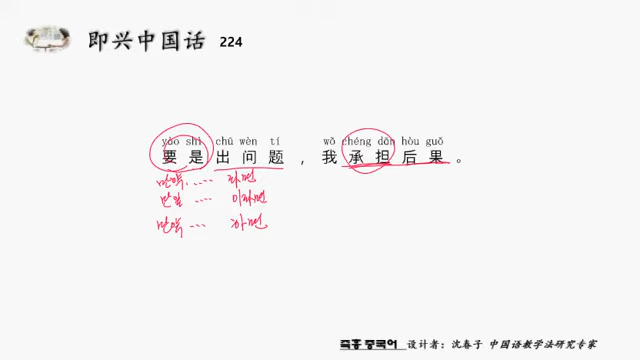 即兴中国话 224
yào shì chū wèn tí wǒ chéng dān hòu guǒ
要是出问题，我承担后果。
만약..... 라면
만일.... 이라면
만약... 하면
즉흥 중국어 设计者：沈春子 中国语教学法研究专家